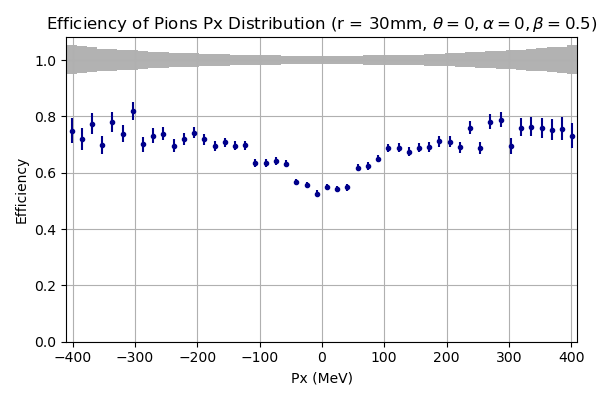 Efficiency of Pions Px Distribution (r = 30mm, θ = 0, α = 0, β = 0.5)
Efficiency
1.0
0.8
0.6
0.4
0.2
0.0
−400 −300 −200 −100 0 100 200 300 400
Px (MeV)